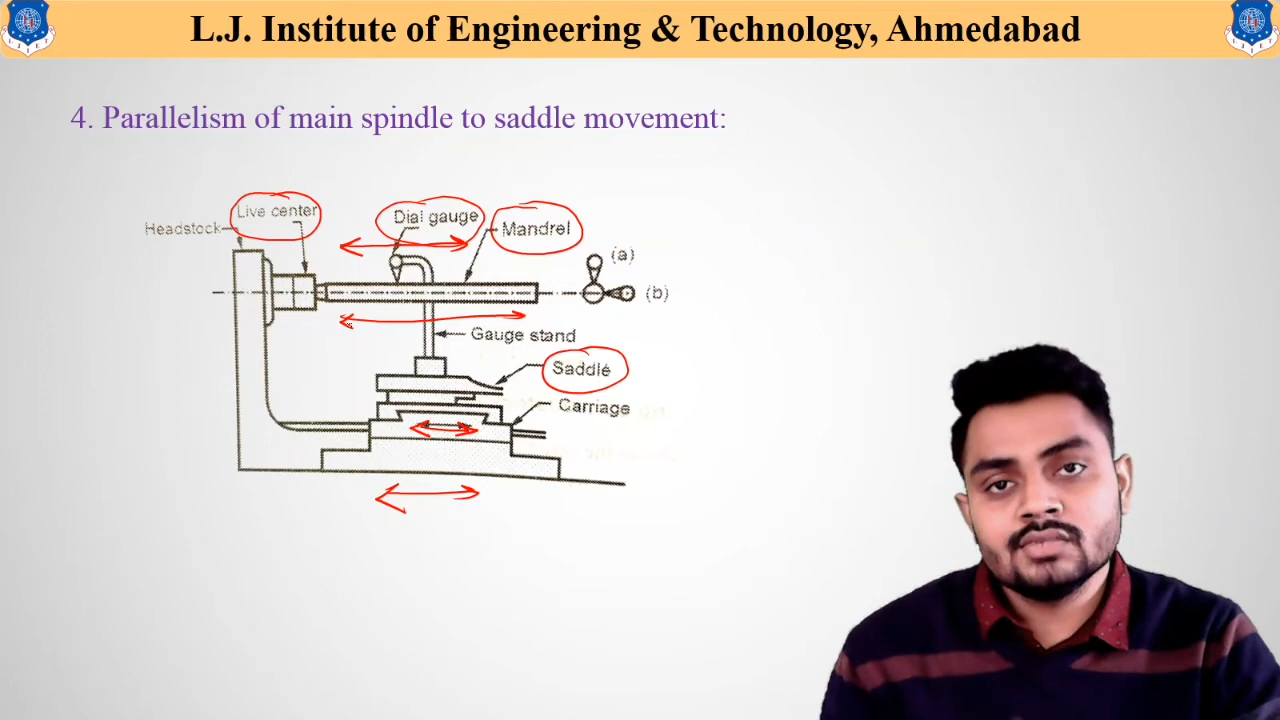 L.J. Institute of Engineering & Technology, Ahmedabad
4. Parallelism of main spindle to saddle movement:
Live center
Dial gauge
Mandrel
Headstock
(a)
(b)
Gauge stand
Saddle
Carriage